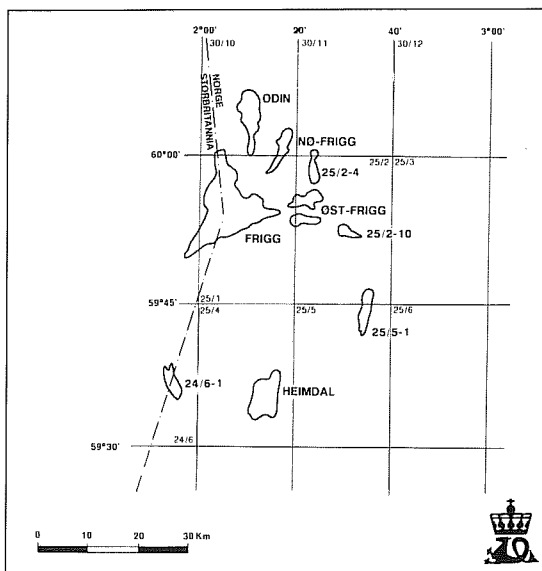 2°00' 20' 40' 3°00'
30/10 30/11 30/12
NORGE
STORBRITANNIA
ODIN
NØ-FRIGG
60°00'
25/2 25/3
25/2-4
ØST-FRIGG
25/2-10
FRIGG
59°45'
25/1
25/4 25/5 25/6
25/5-1
24/6-1
HEIMDAL
59°30'
24/6
0 10 20 30 Km